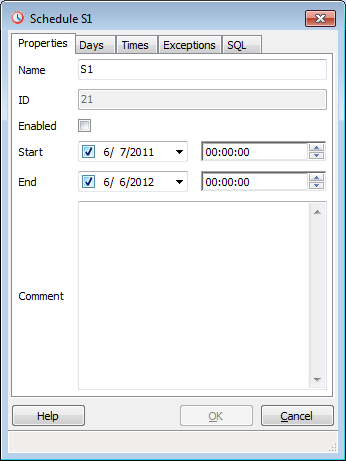 Schedule S1
Properties Days Times Exceptions SQL
Name S1
ID 21
Enabled
Start 6/ 7/2011 00:00:00
End 6/ 6/2012 00:00:00
Comment
Help OK Cancel